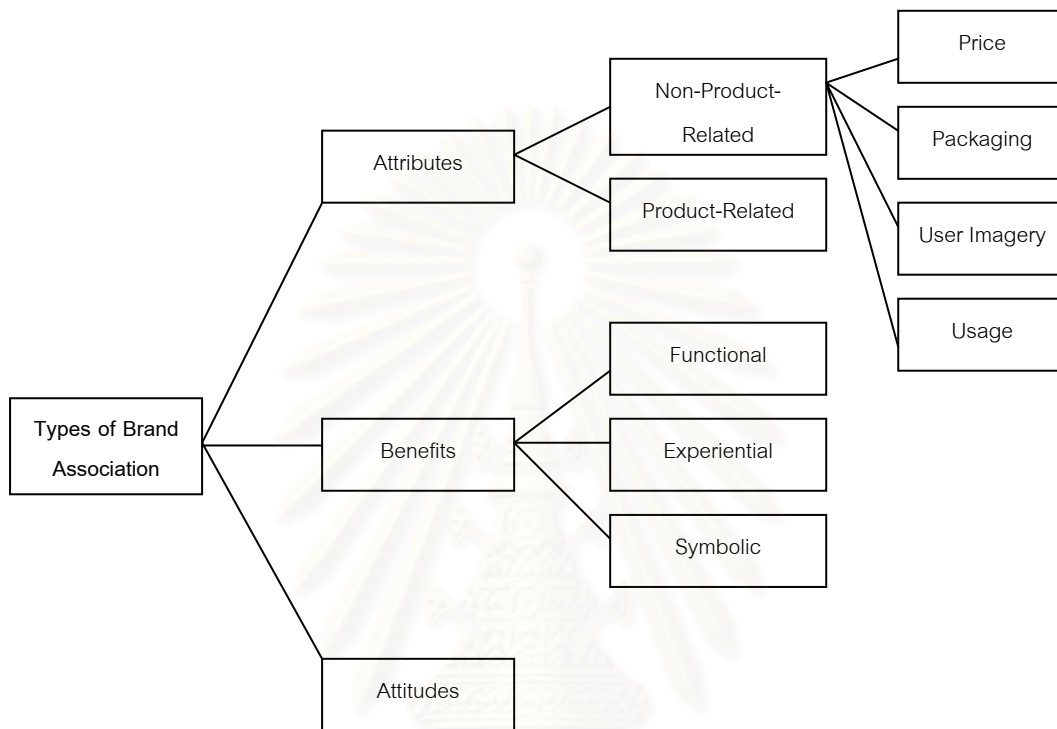 Price
Non-Product-
Related
Packaging
Attributes
Product-Related
User Imagery
Usage
Functional
Types of Brand
Association
Benefits
Experiential
Symbolic
Attitudes